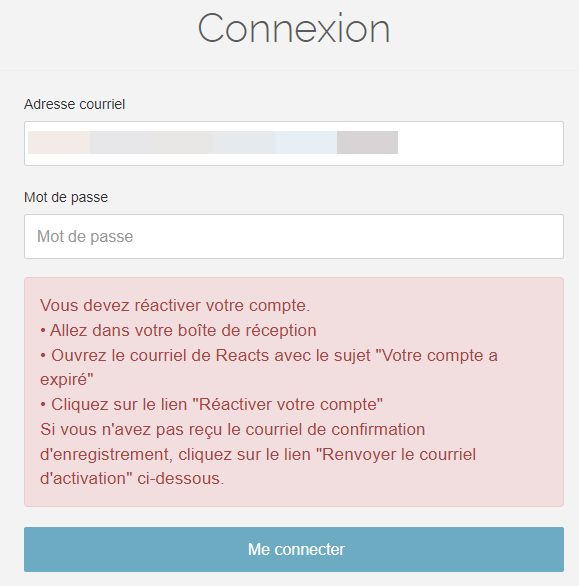 Connexion
Adresse courriel
Mot de passe
Mot de passe
Vous devez réactiver votre compte.
• Allez dans votre boîte de réception
• Ouvrez le courriel de Reacts avec le sujet "Votre compte a
expiré"
• Cliquez sur le lien "Réactiver votre compte"
Si vous n'avez pas reçu le courriel de confirmation
d'enregistrement, cliquez sur le lien "Renvoyer le courriel
d'activation" ci-dessous.
Me connecter